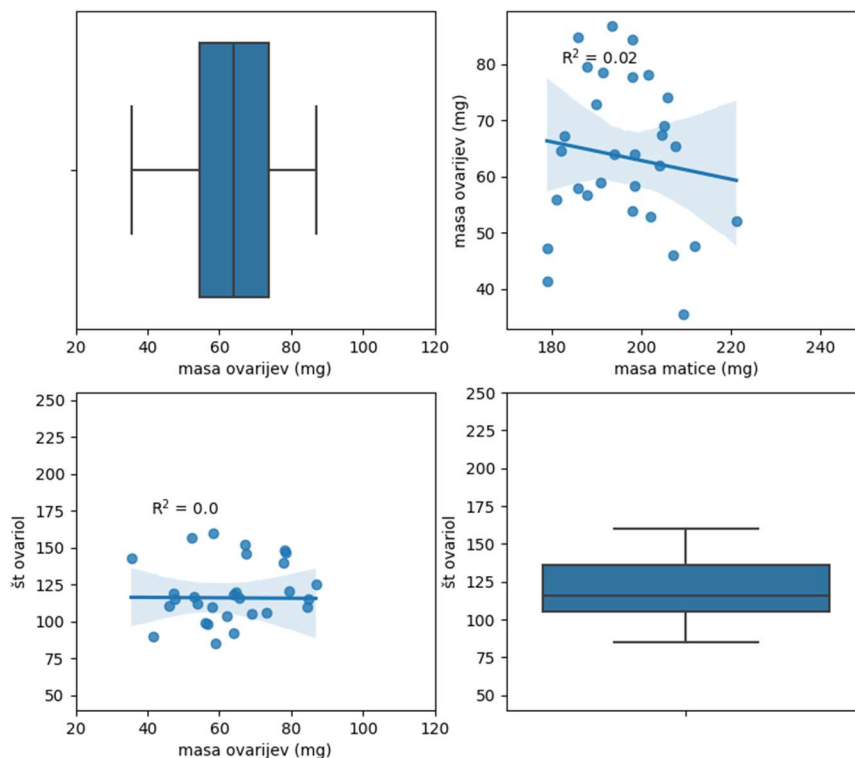 20 40 60 80 100 120
masa ovarijev (mg)
R² = 0.02
80
70
60
50
40
masa ovarijev (mg)
180 200 220 240
masa matice (mg)
250
225
200
175
150
125
100
75
50
št ovariol
R² = 0.0
20 40 60 80 100 120
masa ovarijev (mg)
250
225
200
175
150
125
100
75
50
št ovariol